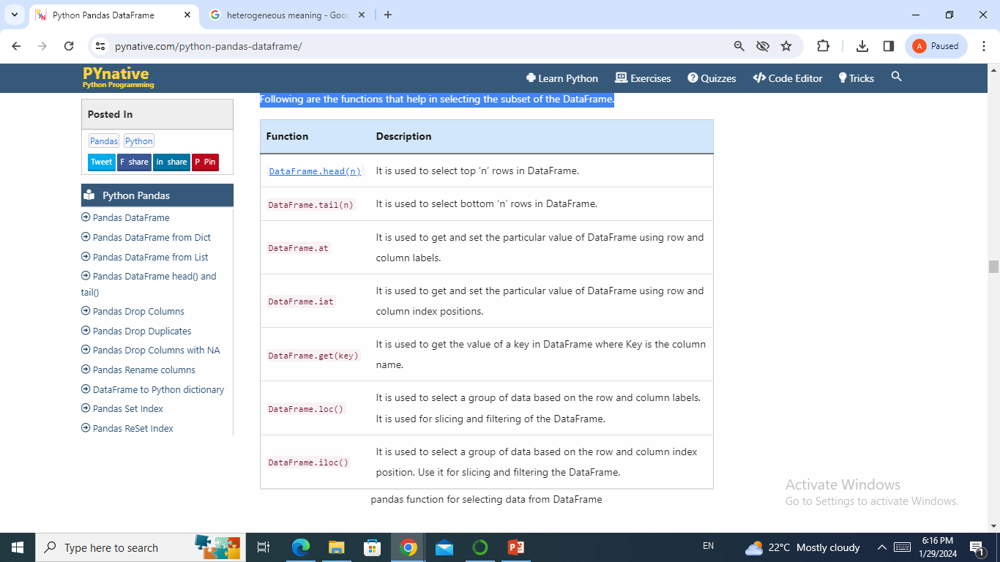 Python Pandas DataFrame
heterogeneous meaning - Goo
pynative.com/python-pandas-dataframe/
A Paused
PYnative
Python Programming
Learn Python
Exercises
Quizzes
Code Editor
Tricks
Posted In
Pandas Python
Tweet F share in share P Pin
Python Pandas
Pandas DataFrame
Pandas DataFrame from Dict
Pandas DataFrame from List
Pandas DataFrame head() and
tail()
Pandas Drop Columns
Pandas Drop Duplicates
Pandas Drop Columns with NA
Pandas Rename columns
DataFrame to Python dictionary
Pandas Set Index
Pandas ReSet Index
Following are the functions that help in selecting the subset of the DataFrame.
Function Description
DataFrame.head(n) It is used to select top ‘n’ rows in DataFrame.
DataFrame.tail(n) It is used to select bottom ‘n’ rows in DataFrame.
DataFrame.at It is used to get and set the particular value of DataFrame using row and
column labels.
DataFrame.iat It is used to get and set the particular value of DataFrame using row and
column index positions.
DataFrame.get(key) It is used to get the value of a key in DataFrame where Key is the column
name.
DataFrame.loc() It is used to select a group of data based on the row and column labels.
It is used for slicing and filtering of the DataFrame.
DataFrame.iloc() It is used to select a group of data based on the row and column index
position. Use it for slicing and filtering the DataFrame.
pandas function for selecting data from DataFrame
Activate Windows
Go to Settings to activate Windows.
Type here to search
EN
22°C Mostly cloudy
6:16 PM
1/29/2024
1